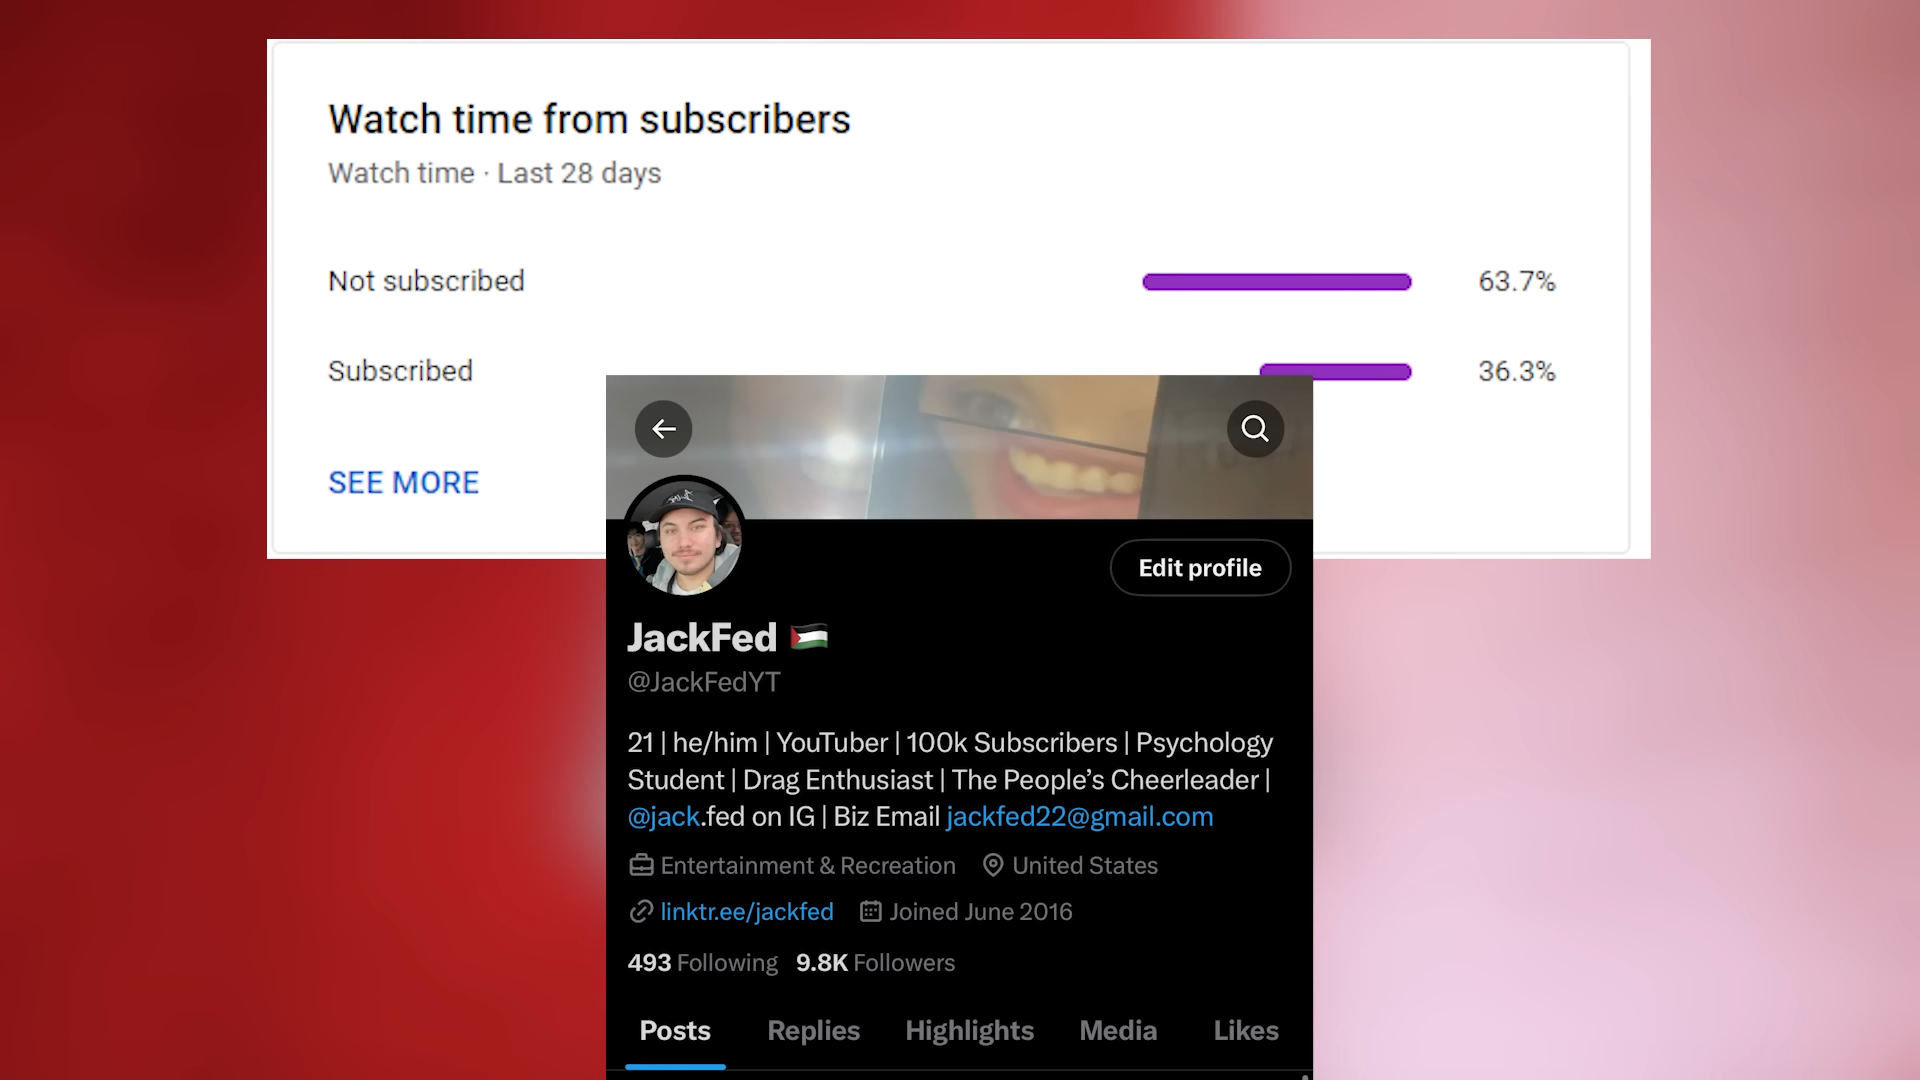 Watch time from subscribers
Watch time · Last 28 days
Not subscribed 63.7%
Subscribed 36.3%
SEE MORE
Edit profile
JackFed 🇵🇸
@JackFedYT
21 | he/him | YouTuber | 100k Subscribers | Psychology
Student | Drag Enthusiast | The People’s Cheerleader |
@jack.fed on IG | Biz Email jackfed22@gmail.com
Entertainment & Recreation United States
linktr.ee/jackfed Joined June 2016
493 Following 9.8K Followers
Posts Replies Highlights Media Likes